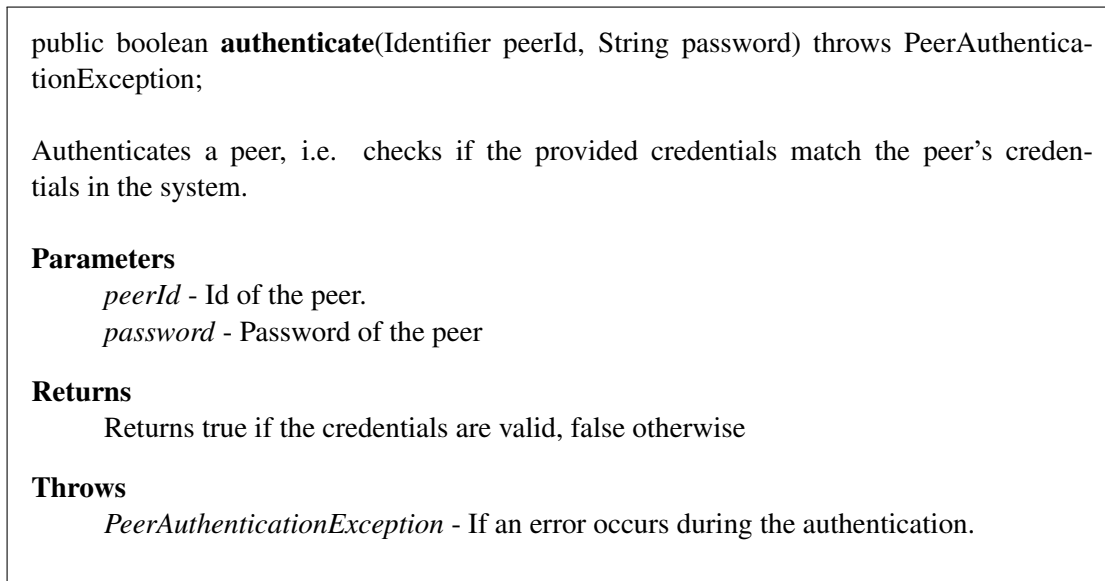 public boolean authenticate(Identifier peerId, String password) throws PeerAuthentica-
tionException;
Authenticates a peer, i.e. checks if the provided credentials match the peer's creden-
tials in the system.
Parameters
peerId - Id of the peer.
password - Password of the peer
Returns
Returns true if the credentials are valid, false otherwise
Throws
PeerAuthenticationException - If an error occurs during the authentication.